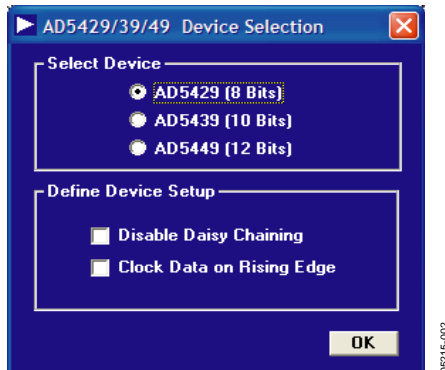 AD5429/39/49 Device Selection
Select Device
AD5429 (8 Bits)
AD5439 (10 Bits)
AD5449 (12 Bits)
Define Device Setup
Disable Daisy Chaining
Clock Data on Rising Edge
OK